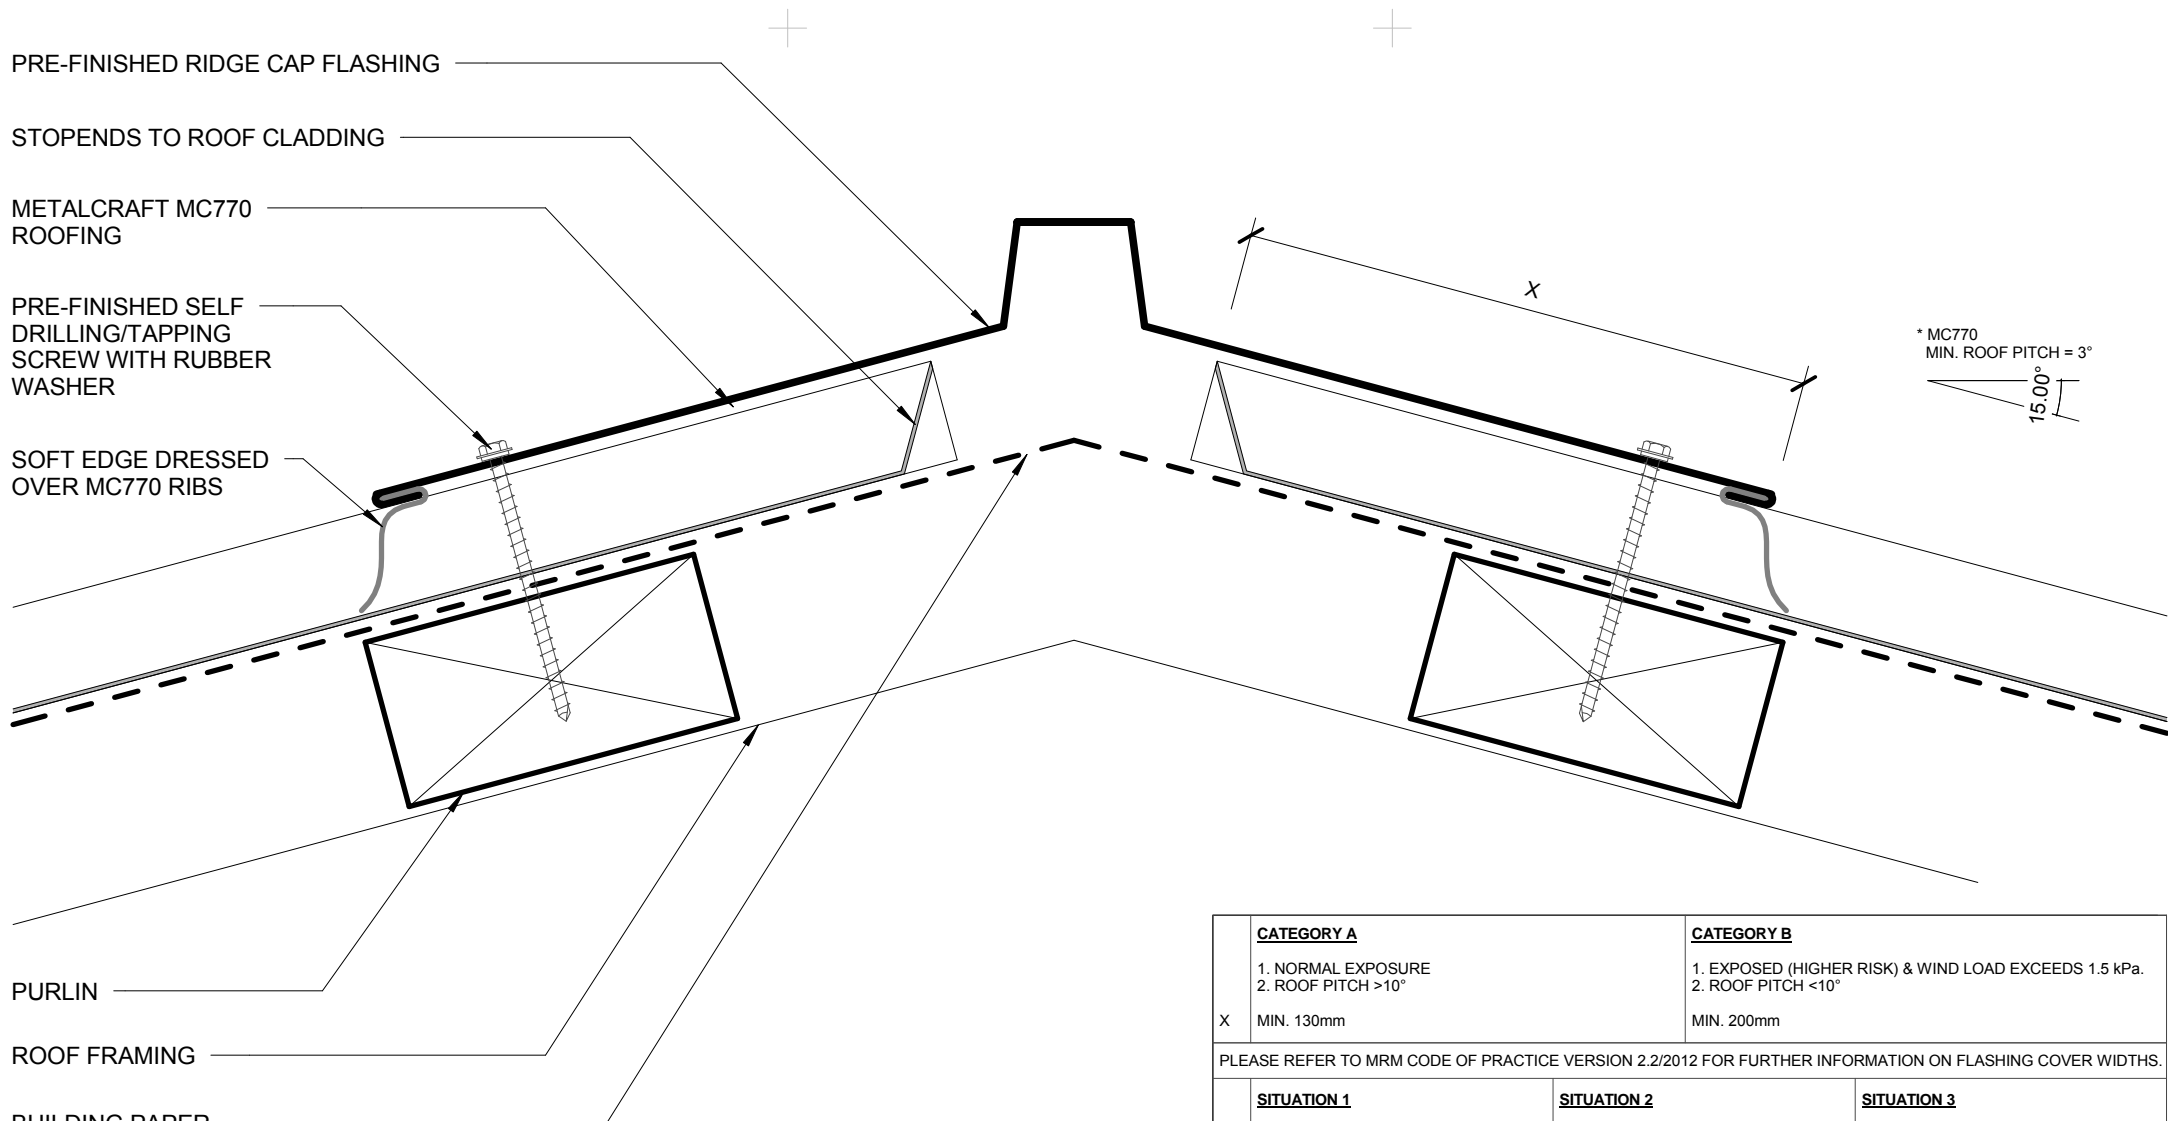 PRE-FINISHED RIDGE CAP FLASHING
STOPENDS TO ROOF CLADDING
METALCRAFT MC770
ROOFING
PRE-FINISHED SELF
DRILLING/TAPPING
SCREW WITH RUBBER
WASHER
SOFT EDGE DRESSED
OVER MC770 RIBS
X
* MC770
MIN. ROOF PITCH = 3°
15.00°
PURLIN
ROOF FRAMING
BUILDING PAPER
CATEGORY A
1. NORMAL EXPOSURE
2. ROOF PITCH >10°
X MIN. 130mm
CATEGORY B
1. EXPOSED (HIGHER RISK) & WIND LOAD EXCEEDS 1.5 kPa.
2. ROOF PITCH <10°
MIN. 200mm
PLEASE REFER TO MRM CODE OF PRACTICE VERSION 2.2/2012 FOR FURTHER INFORMATION ON FLASHING COVER WIDTHS.
SITUATION 1
SITUATION 2
SITUATION 3